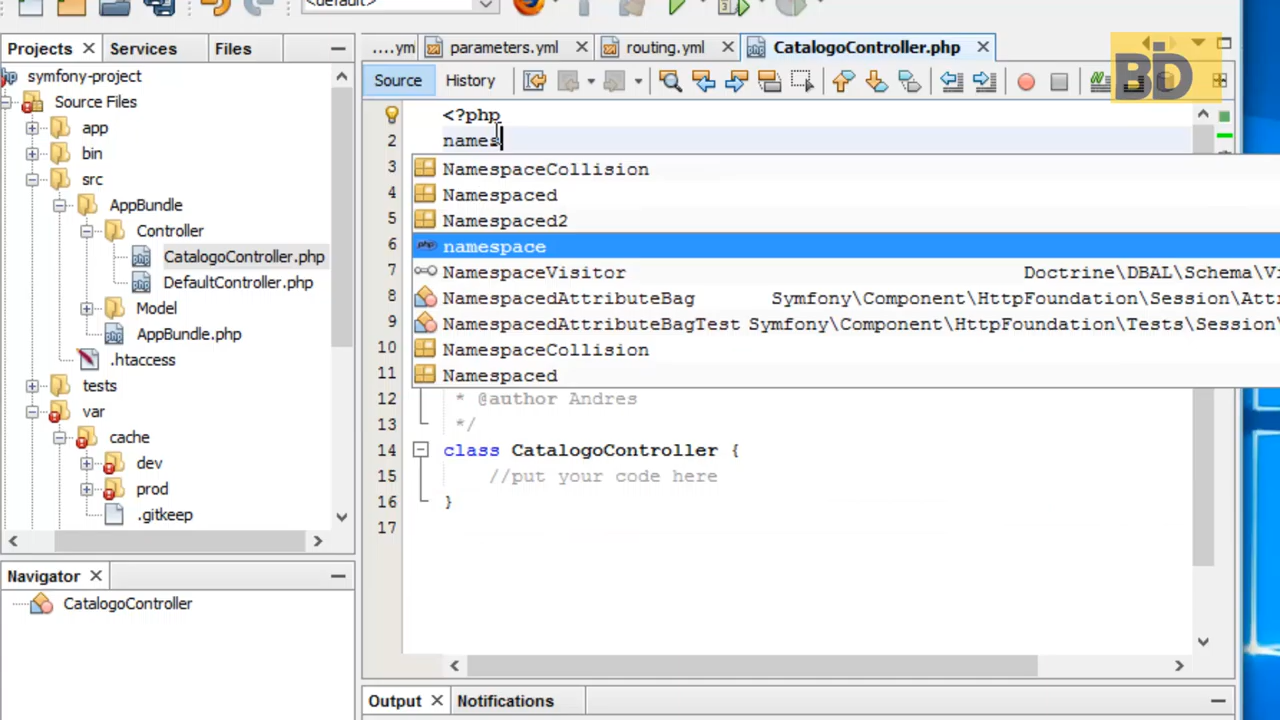 <default>
Projects
Services
Files
....ym
parameters.yml
routing.yml
CatalogoController.php
BD
symfony-project
Source Files
app
bin
src
AppBundle
Controller
CatalogoController.php
DefaultController.php
Model
AppBundle.php
.htaccess
tests
var
cache
dev
prod
.gitkeep
Navigator
CatalogoController
Source
History
<?php
2 names
3 NamespaceCollision
4 Namespaced
5 Namespaced2
6 namespace
7 NamespaceVisitor Doctrine\DBAL\Schema\Vi
8 NamespacedAttributeBag Symfony\Component\HttpFoundation\Session\Attri
9 NamespacedAttributeBagTest Symfony\Component\HttpFoundation\Tests\Session\
10 NamespaceCollision
11 Namespaced
12 * @author Andres
13 */
14 class CatalogoController {
15 //put your code here
16 }
17
Output
Notifications